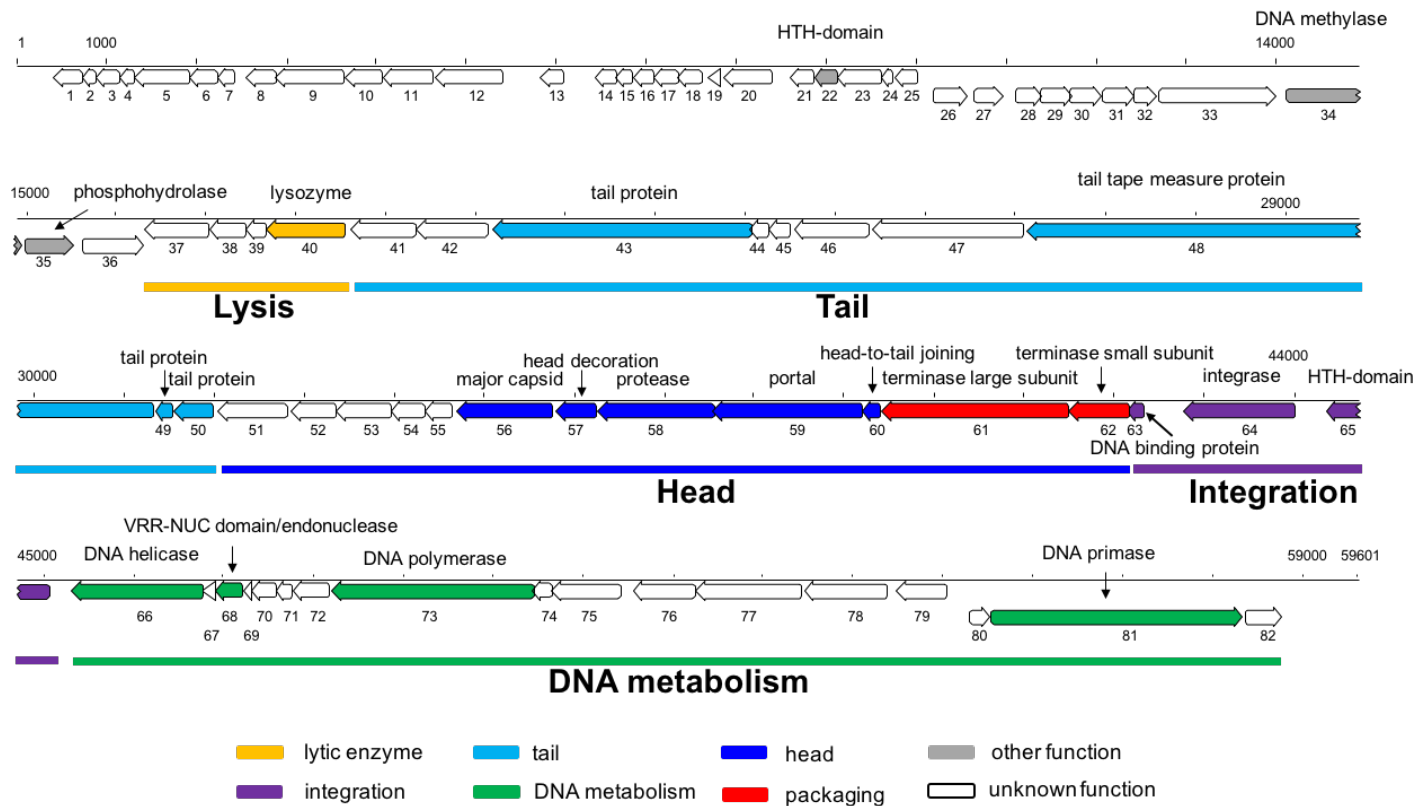 HTH-domain DNA methylase
1 1000 14000
1 2 3 4 5 6 7 8 9 10 11 12 13 14 15 16 17 18 19 20 21 22 23 24 25
26 27 28 29 30 31 32 33 34
phosphohydrolase lysozyme tail protein tail tape measure protein
15000 29000
35 36 37 38 39 40 41 42 43 44 45 46 47 48
Lysis Tail
tail protein head decoration head-to-tail joining terminase small subunit 44000
30000 tail protein major capsid protease portal terminase large subunit integrase HTH-domain
49 50 51 52 53 54 55 56 57 58 59 60 61 62 63 64 65
DNA binding protein
Head Integration
VRR-NUC domain/endonuclease
45000 DNA helicase DNA polymerase DNA primase 59000 59601
66 68 70 71 72 73 74 75 76 77 78 79
67 69 80 81 82
DNA metabolism
lytic enzyme tail head other function
integration DNA metabolism packaging unknown function